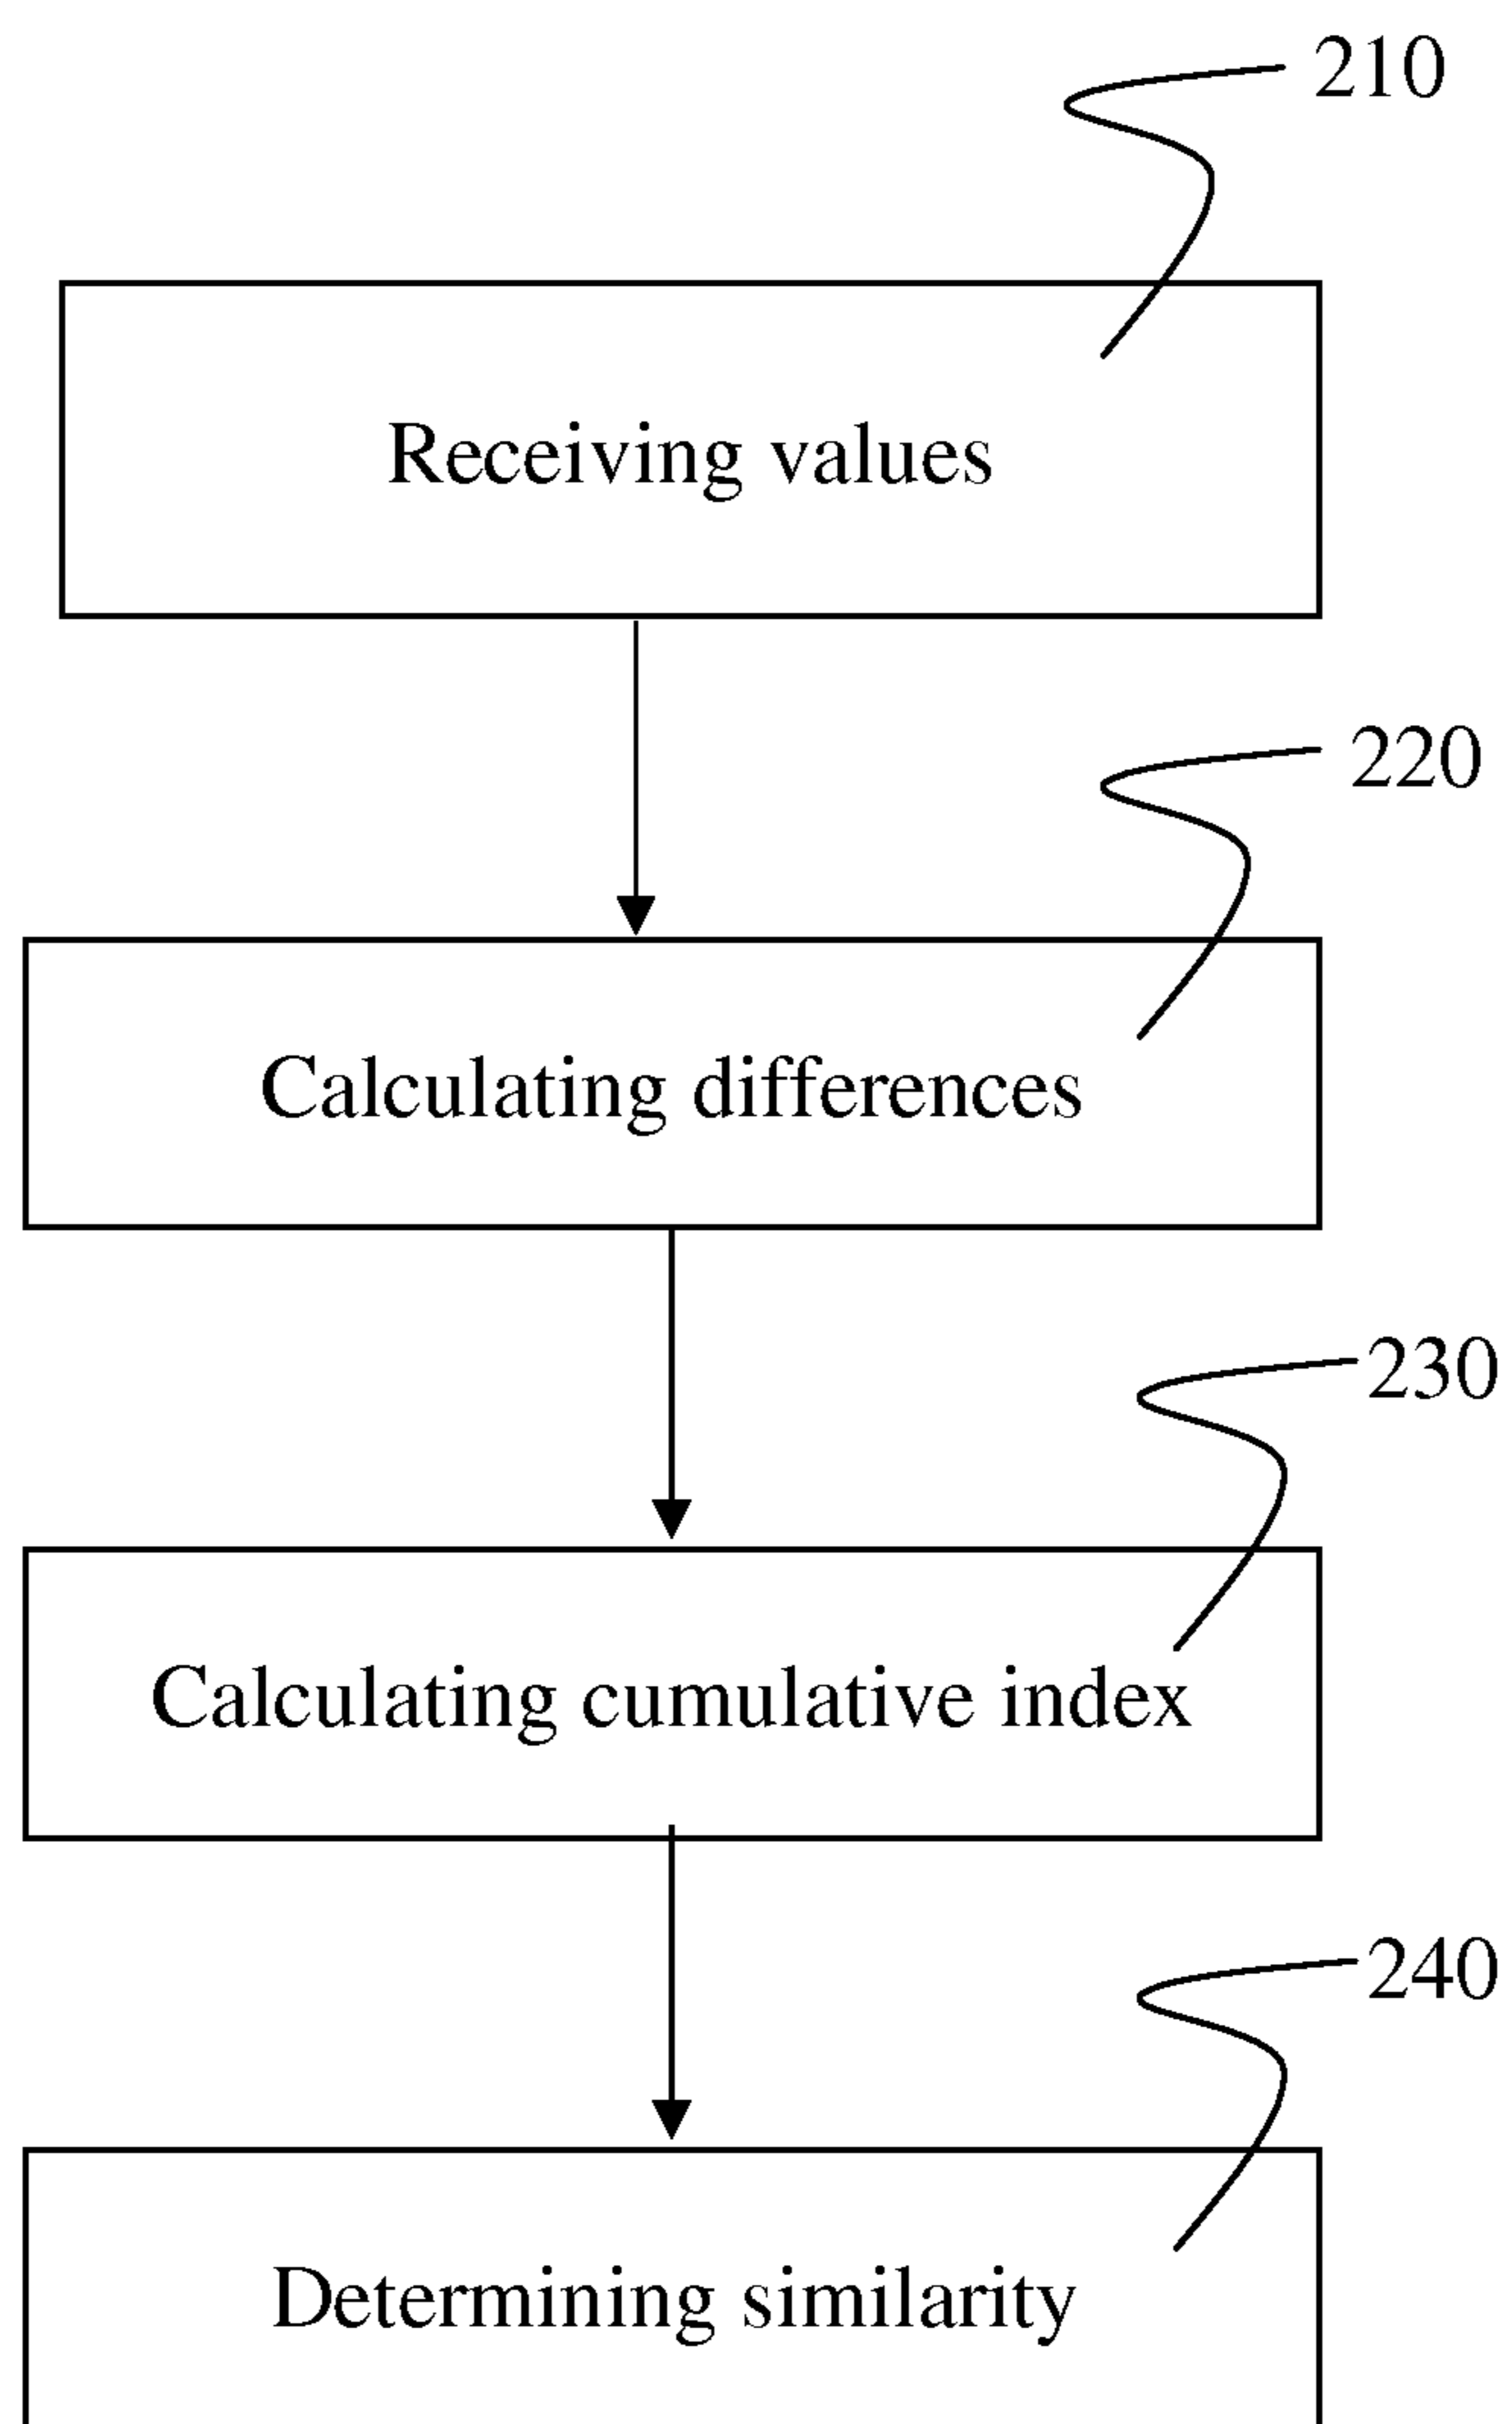 210
Receiving values
220
Calculating differences
230
Calculating cumulative index
240
Determining similarity